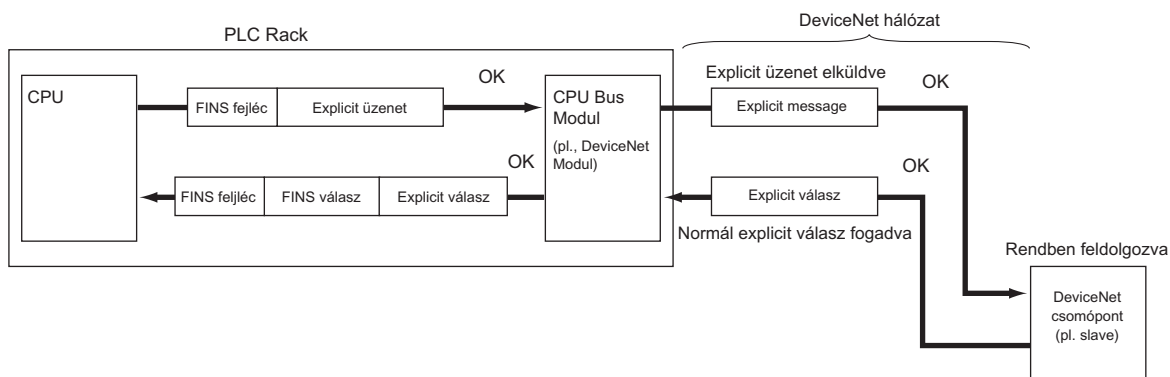 DeviceNet hálózat
PLC Rack
CPU
FINS fejléc
Explicit üzenet
OK
CPU Bus
Modul
(pl., DeviceNet
Modul)
Explicit üzenet elküldve
Explicit message
OK
FINS feljléc
FINS válasz
Explicit válasz
OK
Explicit válasz
OK
Normál explicit válasz fogadva
Rendben feldolgozva
DeviceNet
csomópont
(pl. slave)